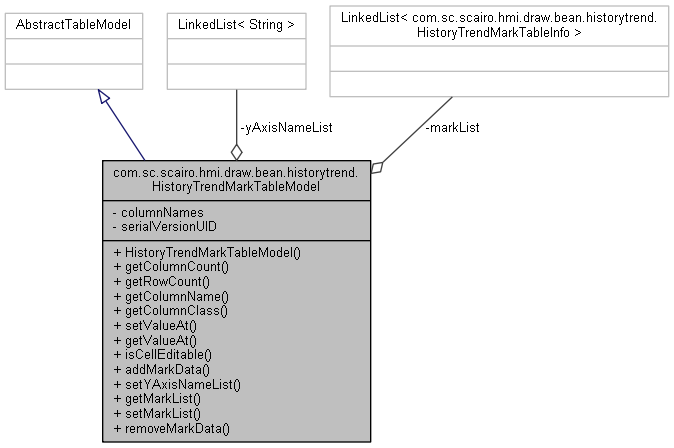 AbstractTableModel
LinkedList< String >
LinkedList< com.sc.scairo.hmi.draw.bean.historytrend.
HistoryTrendMarkTableInfo >
-yAxisNameList
-markList
com.sc.scairo.hmi.draw.bean.historytrend.
HistoryTrendMarkTableModel
- columnNames
- serialVersionUID
+ HistoryTrendMarkTableModel()
+ getColumnCount()
+ getRowCount()
+ getColumnName()
+ getColumnClass()
+ setValueAt()
+ getValueAt()
+ isCellEditable()
+ addMarkData()
+ setYAxisNameList()
+ getMarkList()
+ setMarkList()
+ removeMarkData()